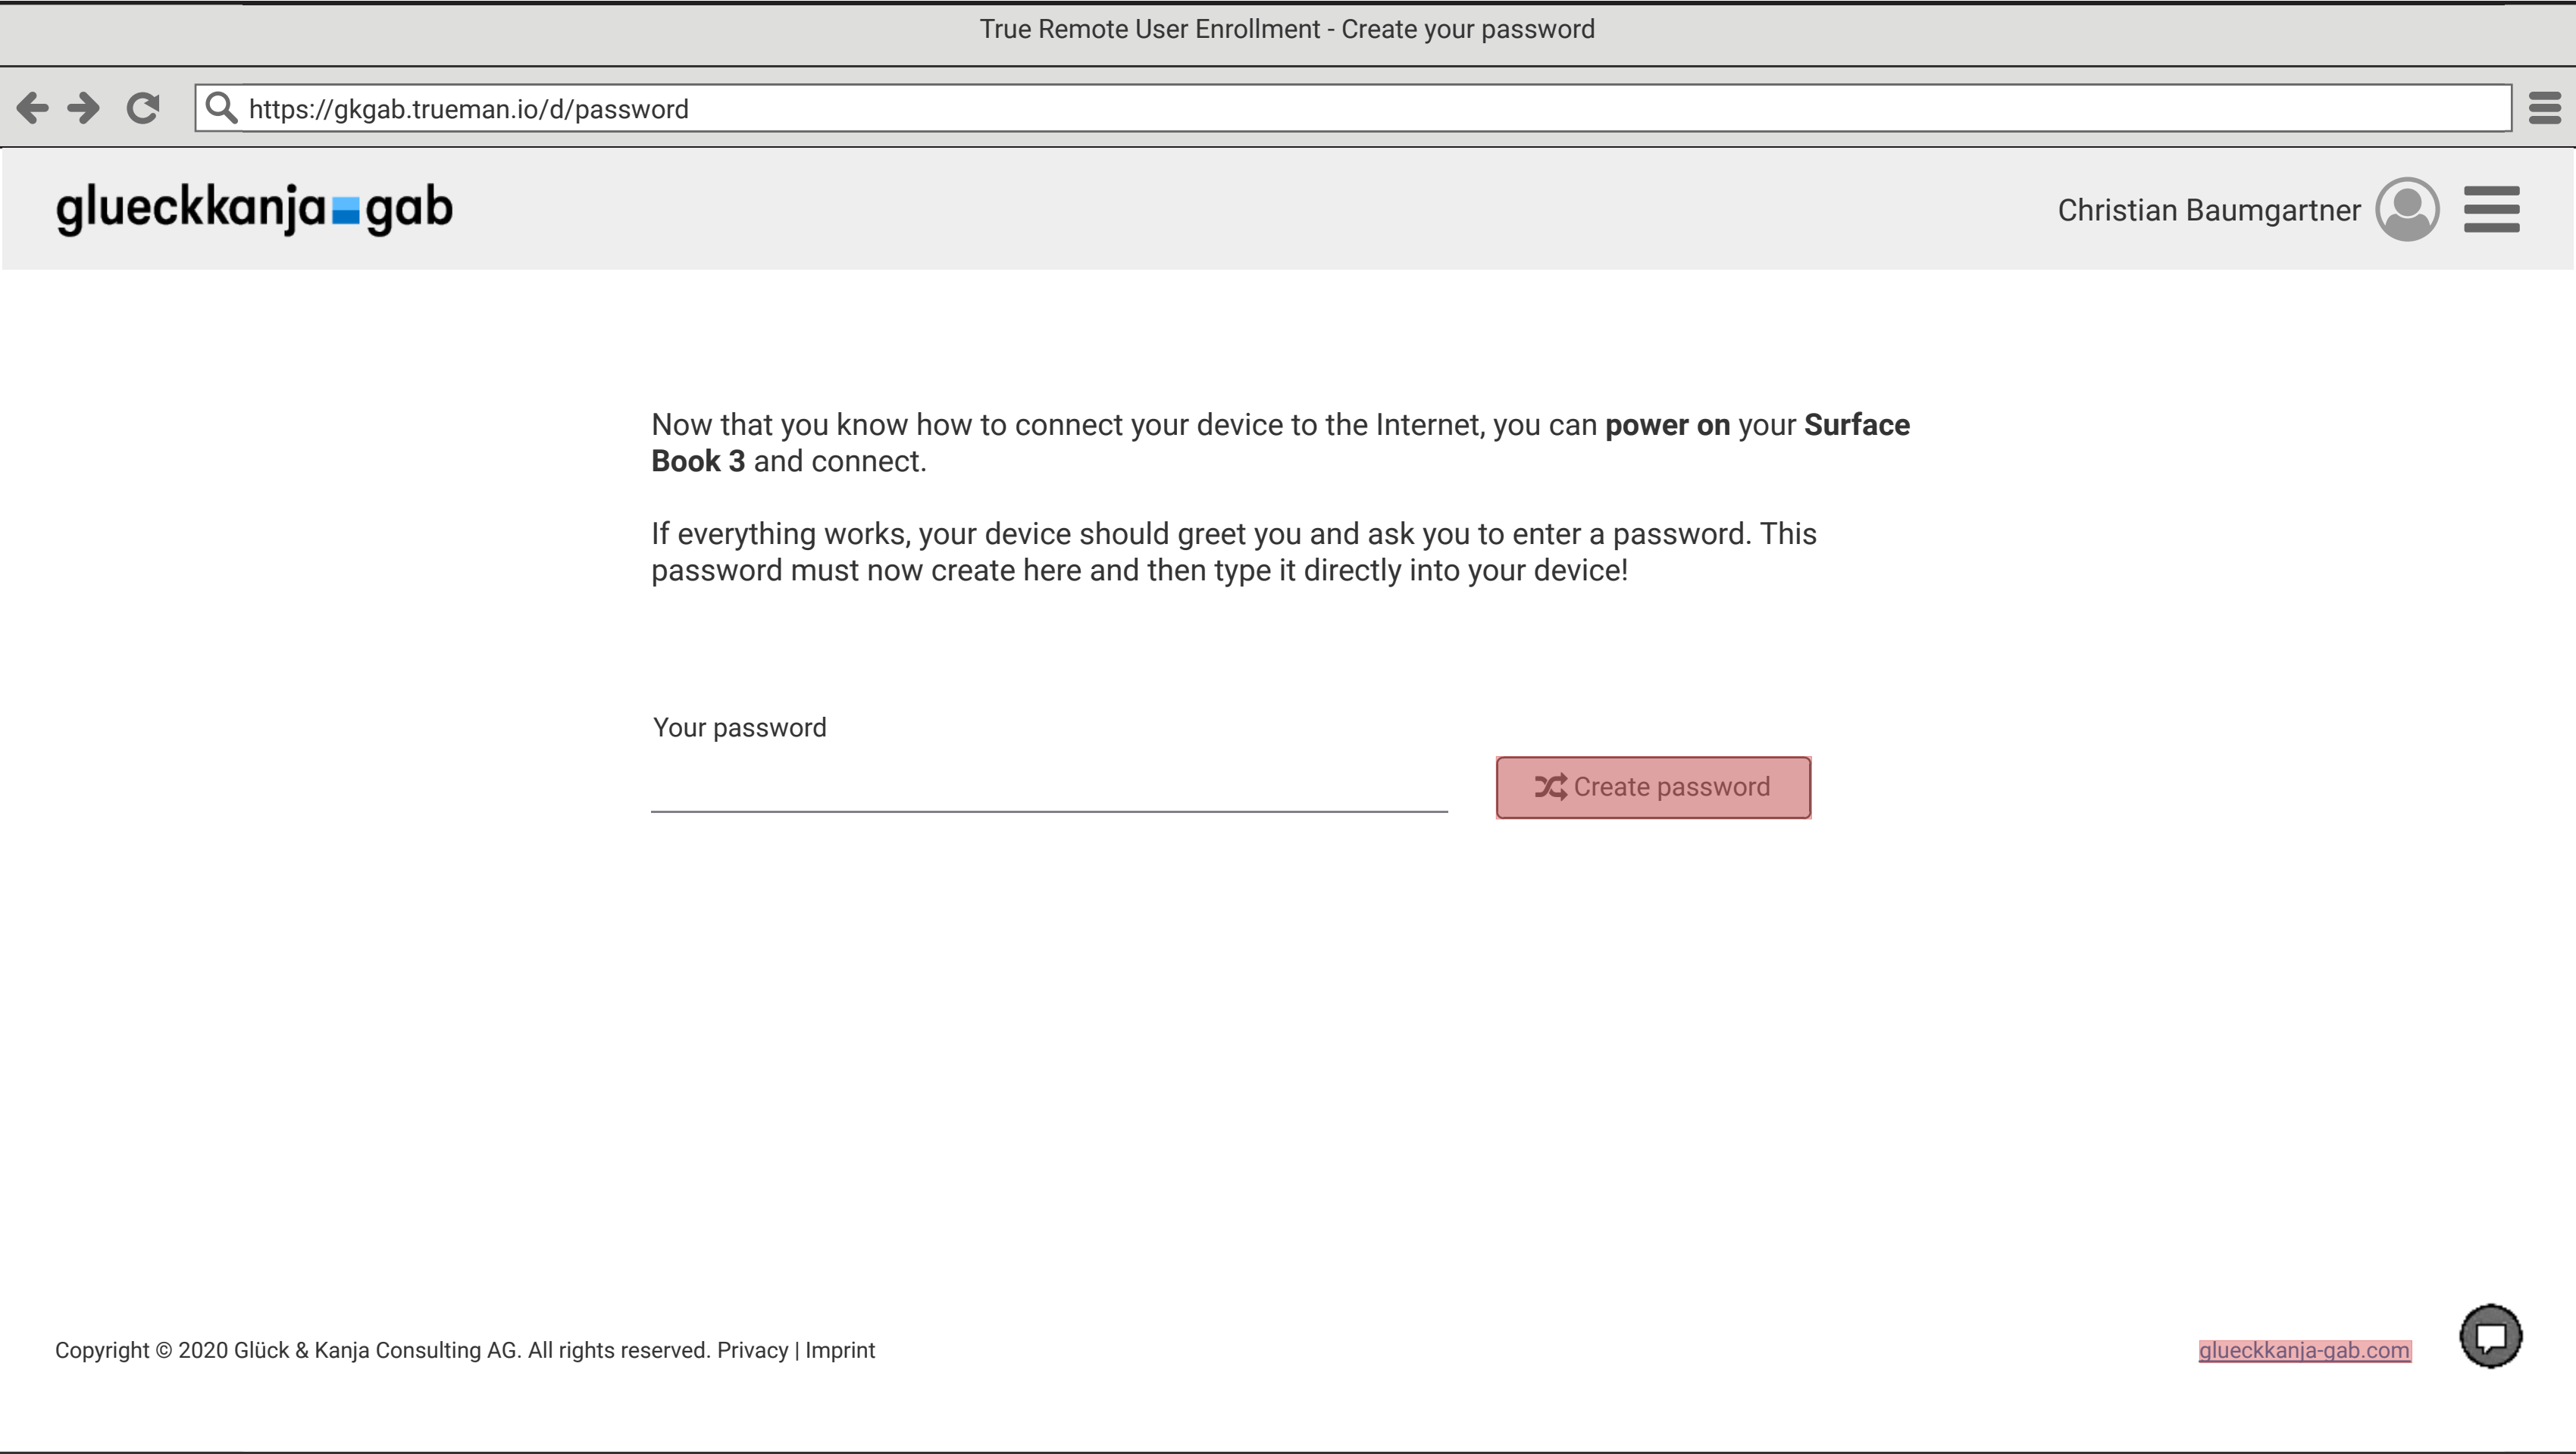 True Remote User Enrollment - Create your password
https://gkgab.trueman.io/d/password
glueckkanja gab
Christian Baumgartner
Now that you know how to connect your device to the Internet, you can power on your Surface
Book 3 and connect.
If everything works, your device should greet you and ask you to enter a password. This
password must now create here and then type it directly into your device!
Your password
Create password
Copyright © 2020 Glück & Kanja Consulting AG. All rights reserved. Privacy | Imprint
glueckkanja-gab.com